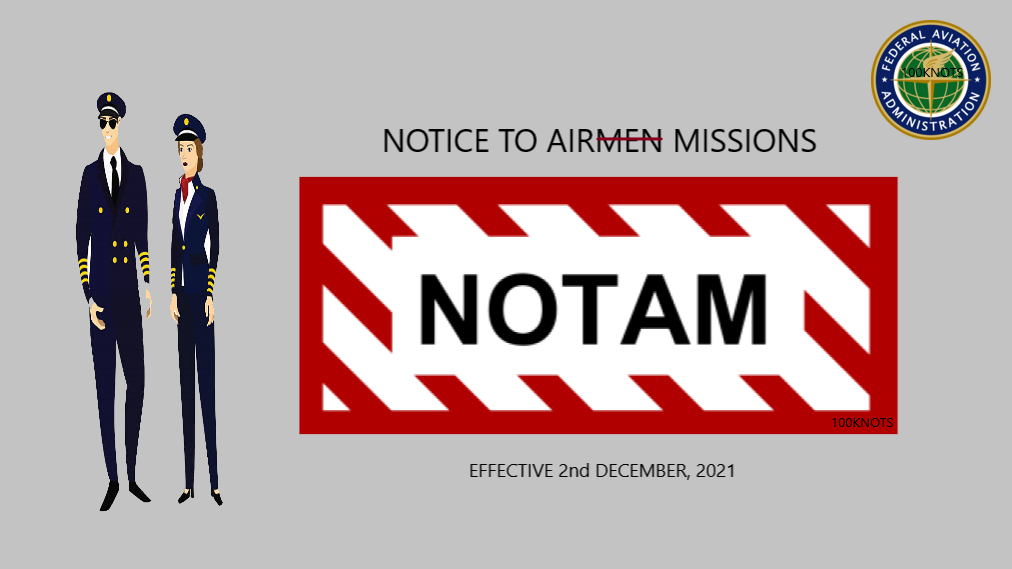 FEDERAL AVIATION
100KNOTS
ADMINISTRATION
NOTICE TO AIRMEN MISSIONS
NOTAM
100KNOTS
EFFECTIVE 2nd DECEMBER, 2021